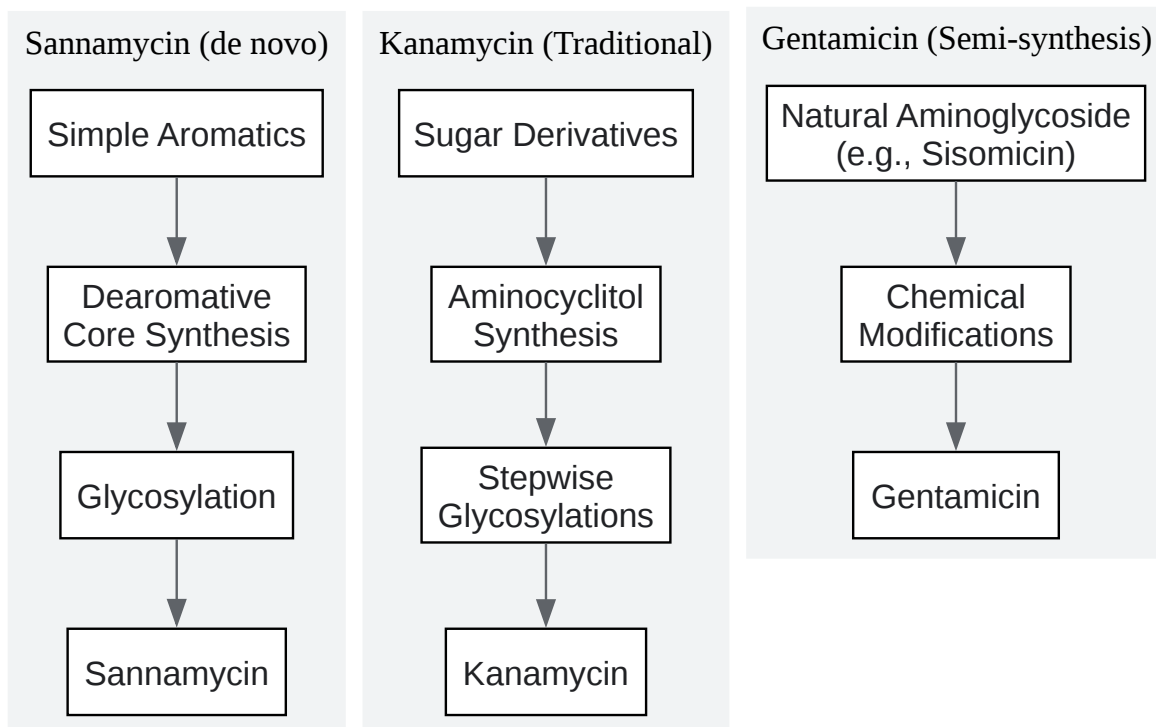 Sannamycin (de novo)
Simple Aromatics
Dearomative
Core Synthesis
Glycosylation
Sannamycin
Kanamycin (Traditional)
Sugar Derivatives
Aminocyclitol
Synthesis
Stepwise
Glycosylations
Kanamycin
Gentamicin (Semi-synthesis)
Natural Aminoglycoside
(e.g., Sisomicin)
Chemical
Modifications
Gentamicin